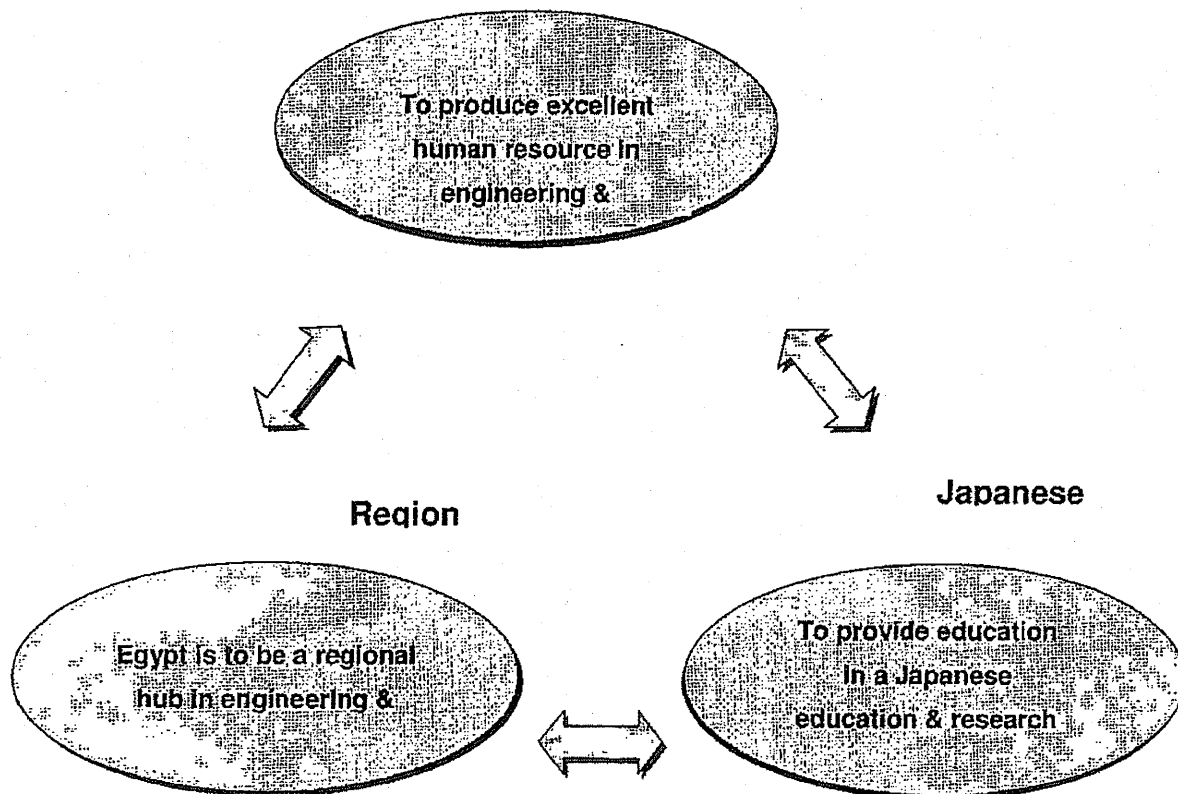 To produce excellent
human resource in
engineering &
Region
Japanese
Egypt is to be a regional
hub in engineering &
To provide education
in a Japanese
education & research